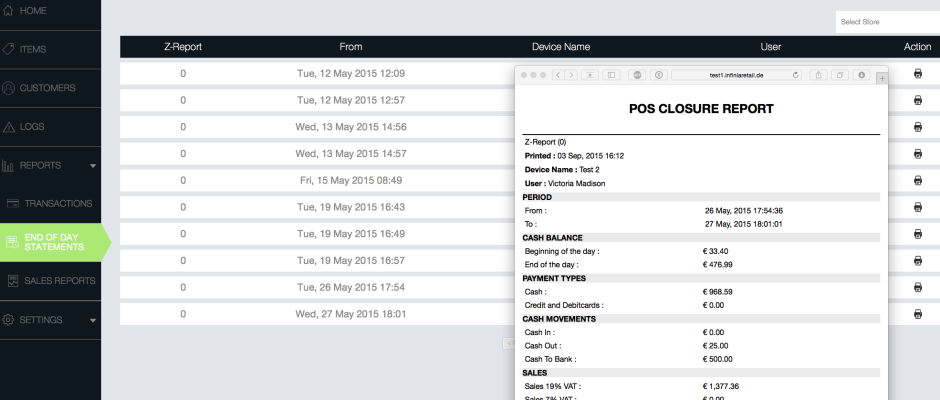 HOME
ITEMS
CUSTOMERS
LOGS
REPORTS
TRANSACTIONS
END OF DAY
STATEMENTS
SALES REPORTS
SETTINGS
Select Store
Z-Report From Device Name User Action
0 Tue, 12 May 2015 12:09
0 Tue, 12 May 2015 12:57
0 Wed, 13 May 2015 14:56
0 Wed, 13 May 2015 14:57
0 Fri, 15 May 2015 08:49
0 Tue, 19 May 2015 16:43
0 Tue, 19 May 2015 16:49
0 Tue, 19 May 2015 16:57
0 Tue, 26 May 2015 17:54
0 Wed, 27 May 2015 18:01
test1.infiniaretail.de
POS CLOSURE REPORT
Z-Report (0)
Printed : 03 Sep, 2015 16:12
Device Name : Test 2
User : Victoria Madison
PERIOD
From : 26 May, 2015 17:54:36
To : 27 May, 2015 18:01:01
CASH BALANCE
Beginning of the day : € 33.40
End of the day : € 476.99
PAYMENT TYPES
Cash : € 968.59
Credit and Debitcards : € 0.00
CASH MOVEMENTS
Cash In : € 0.00
Cash Out : € 25.00
Cash To Bank : € 500.00
SALES
Sales 19% VAT : € 1,377.36
Sales 7% VAT : € 0.00